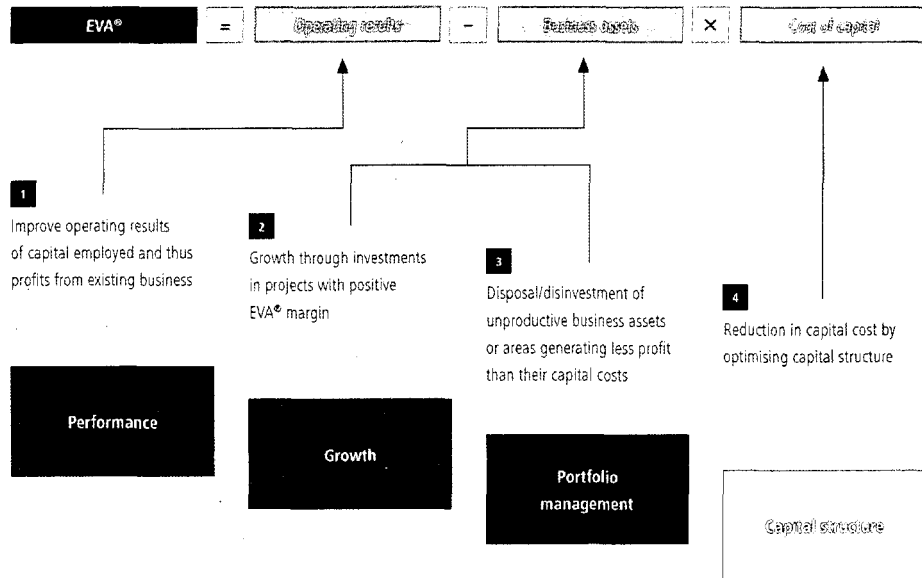 EVA® = Operating results − Business assets × Cost of capital
1
Improve operating results
of capital employed and thus
profits from existing business
Performance
2
Growth through investments
in projects with positive
EVA® margin
Growth
3
Disposal/disinvestment of
unproductive business assets
or areas generating less profit
than their capital costs
Portfolio
management
4
Reduction in capital cost by
optimising capital structure
Capital structure